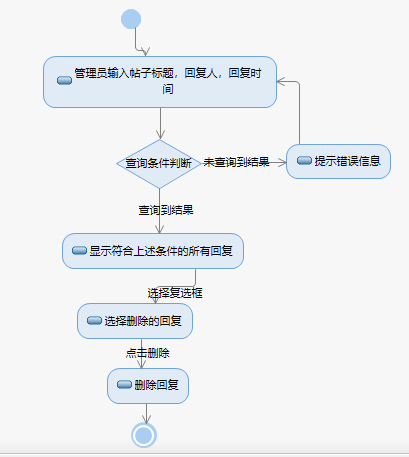 管理员输入帖子标题，回复人，回复时
间
查询条件判断
未查询到结果
提示错误信息
查询到结果
显示符合上述条件的所有回复
选择复选框
选择删除的回复
点击删除
删除回复